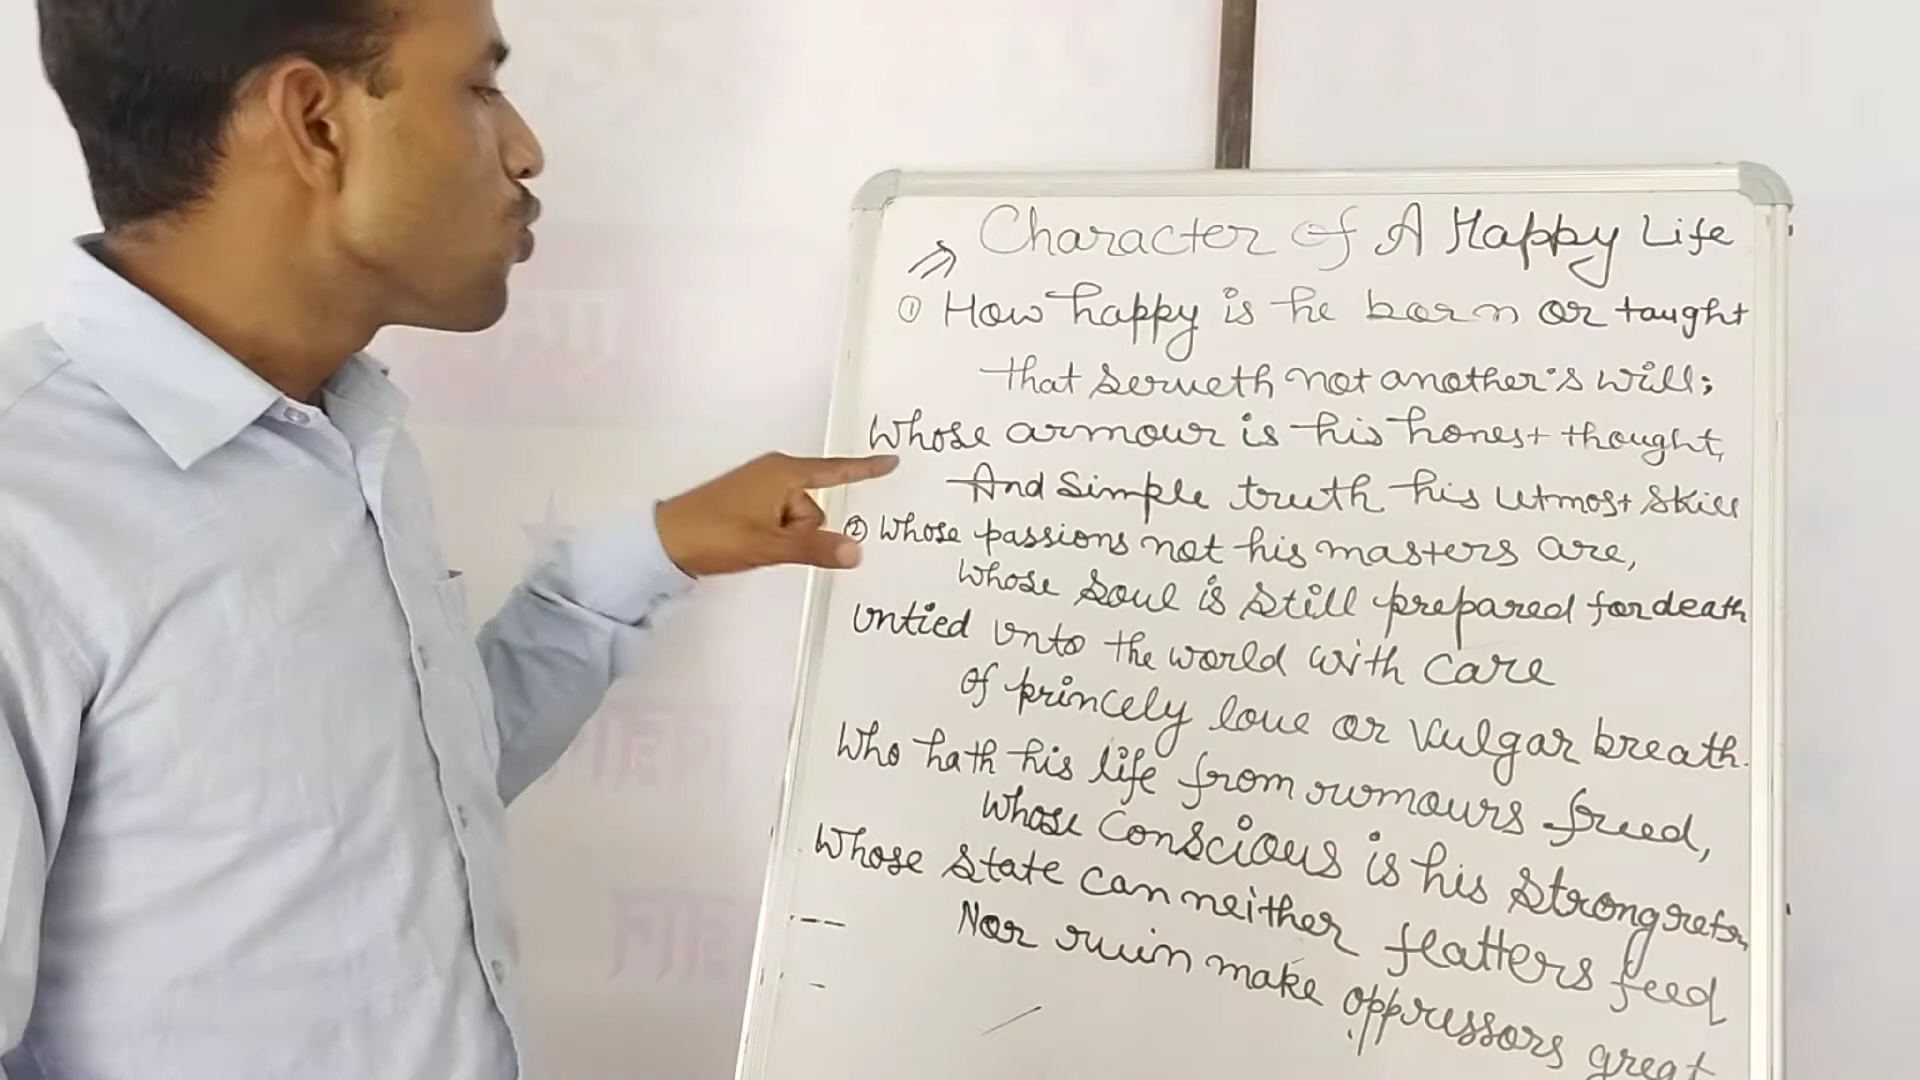 Character of A Happy Life
① How happy is he born or taught
that serveth not another's will;
Whose armour is his honest thought,
And simple truth his utmost skill
② Whose passions not his masters are,
Whose soul is still prepared for death
Untied unto the world with care
Of princely love or vulgar breath.
Who hath his life from rumours freed,
Whose Conscious is his strong
Whose state can neither flatters feed
Nor ruin make oppressors great